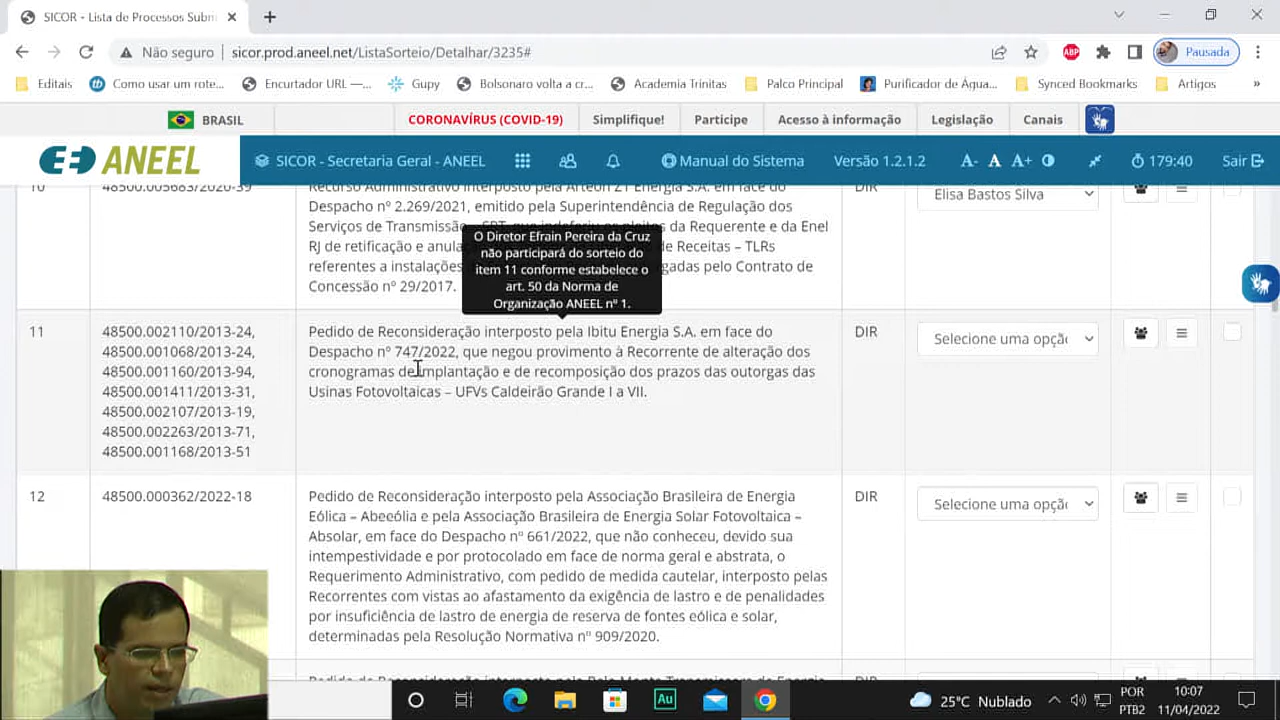 SICOR - Lista de Processos Subm
Não seguro
sicor.prod.aneel.net/ListaSorteio/Detalhar/3235#
ABP
Pausada
Editais
Como usar um rote...
Encurtador URL —...
Gupy
Bolsonaro volta a cr...
Academia Trinitas
Palco Principal
Purificador de Água...
Synced Bookmarks
Artigos
»
BRASIL
CORONAVÍRUS (COVID-19)
Simplifique!
Participe
Acesso à informação
Legislação
Canais
ANEEL
SICOR - Secretaria Geral - ANEEL
Manual do Sistema
Versão 1.2.1.2
A-
A
A+
179:40
Sair
10
48500.005683/2020-39
Recurso Administrativo interposto pela Arteon Z1 Energia S.A. em face do
Despacho nº 2.269/2021, emitido pela Superintendência de Regulação dos
Serviços de Transmissão – SRT, que indeferiu os pleitos da Requerente e da Enel
RJ de retificação e anula
de Receitas – TLRs
referentes a instalações
gadas pelo Contrato de
Concessão nº 29/2017.
DIR
Elisa Bastos Silva
O Diretor Efrain Pereira da Cruz
não participará do sorteio do
item 11 conforme estabelece o
art. 50 da Norma de
Organização ANEEL nº 1.
11
48500.002110/2013-24,
48500.001068/2013-24,
48500.001160/2013-94,
48500.001411/2013-31,
48500.002107/2013-19,
48500.002263/2013-71,
48500.001168/2013-51
Pedido de Reconsideração interposto pela Ibitu Energia S.A. em face do
Despacho nº 747/2022, que negou provimento à Recorrente de alteração dos
cronogramas de implantação e de recomposição dos prazos das outorgas das
Usinas Fotovoltaicas – UFVs Caldeirão Grande I a VII.
DIR
Selecione uma opçã
12
48500.000362/2022-18
Pedido de Reconsideração interposto pela Associação Brasileira de Energia
Eólica – Abeeólia e pela Associação Brasileira de Energia Solar Fotovoltaica –
Absolar, em face do Despacho nº 661/2022, que não conheceu, devido sua
intempestividade e por protocolado em face de norma geral e abstrata, o
Requerimento Administrativo, com pedido de medida cautelar, interposto pelas
Recorrentes com vistas ao afastamento da exigência de lastro e de penalidades
por insuficiência de lastro de energia de reserva de fontes eólica e solar,
determinadas pela Resolução Normativa nº 909/2020.
DIR
Selecione uma opçã
Au
25°C Nublado
POR
PTB2
10:07
11/04/2022